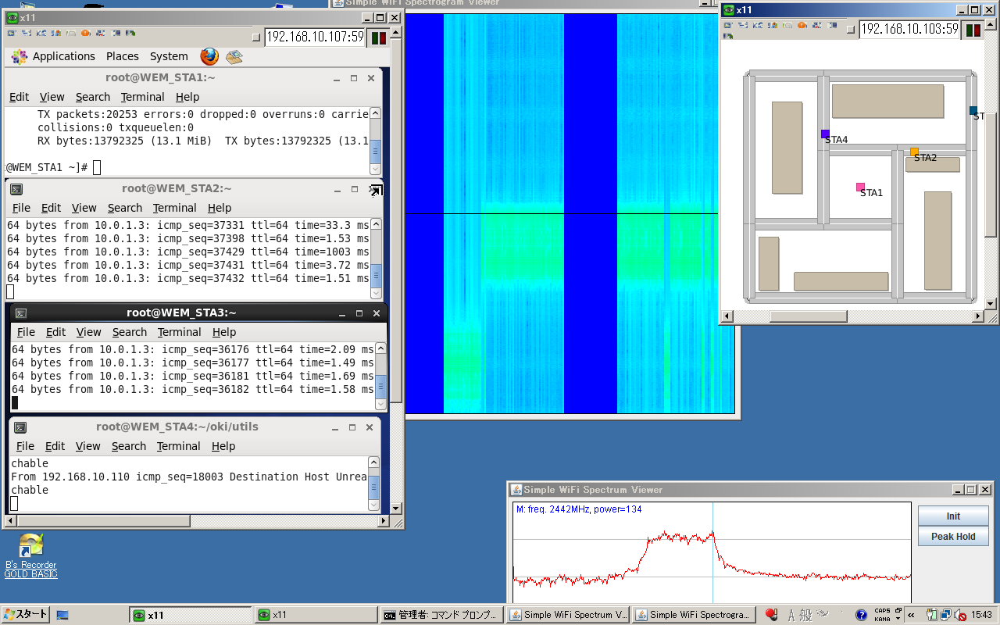 x11
192.168.10.107:59
Applications Places System
root@WEM_STA1:~
Edit View Search Terminal Help
TX packets:20253 errors:0 dropped:0 overruns:0 carrie
collisions:0 txqueuelen:0
RX bytes:13792325 (13.1 MiB)  TX bytes:13792325 (13.1
@WEM_STA1 ~]#
root@WEM_STA2:~
File Edit View Search Terminal Help
64 bytes from 10.0.1.3: icmp_seq=37331 ttl=64 time=33.3 ms
64 bytes from 10.0.1.3: icmp_seq=37398 ttl=64 time=1.53 ms
64 bytes from 10.0.1.3: icmp_seq=37429 ttl=64 time=1003 ms
64 bytes from 10.0.1.3: icmp_seq=37431 ttl=64 time=3.72 ms
64 bytes from 10.0.1.3: icmp_seq=37432 ttl=64 time=1.51 ms
root@WEM_STA3:~
File Edit View Search Terminal Help
64 bytes from 10.0.1.3: icmp_seq=36176 ttl=64 time=2.09 ms
64 bytes from 10.0.1.3: icmp_seq=36177 ttl=64 time=1.49 ms
64 bytes from 10.0.1.3: icmp_seq=36181 ttl=64 time=1.69 ms
64 bytes from 10.0.1.3: icmp_seq=36182 ttl=64 time=1.58 ms
root@WEM_STA4:~/oki/utils
File Edit View Search Terminal Help
chable
From 192.168.10.110 icmp_seq=18003 Destination Host Unrea
chable
B's Recorder
GOLD BASIC
Simple WiFi Spectrogram Viewer
x11
192.168.10.103:59
ST
STA4
STA2
STA1
Simple WiFi Spectrum Viewer
M: freq. 2442MHz, power=134
Init
Peak Hold
スタート
x11
x11
管理者: コマンド プロンプ...
Simple WiFi Spectrum V...
Simple WiFi Spectrogra...
A 般
CAPS
KANA
15:43